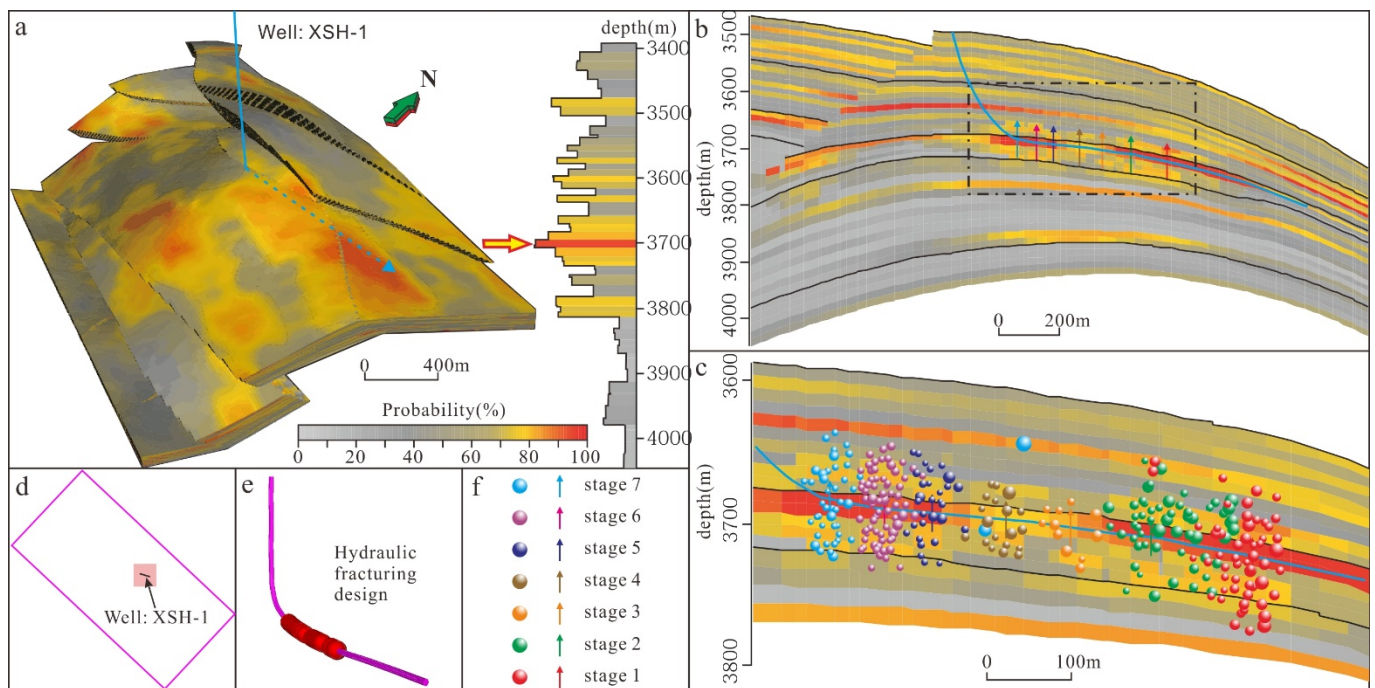 a
Well: XSH-1
N
depth(m)
3400
3500
3600
3700
3800
3900
4000
0 400m
Probability(%)
0 20 40 60 80 100
b
depth(m)
3500
3600
3700
3800
3900
4000
0 200m
c
depth(m)
3600
3700
3800
0 100m
d
Well: XSH-1
e
Hydraulic
fracturing
design
f
stage 7
stage 6
stage 5
stage 4
stage 3
stage 2
stage 1